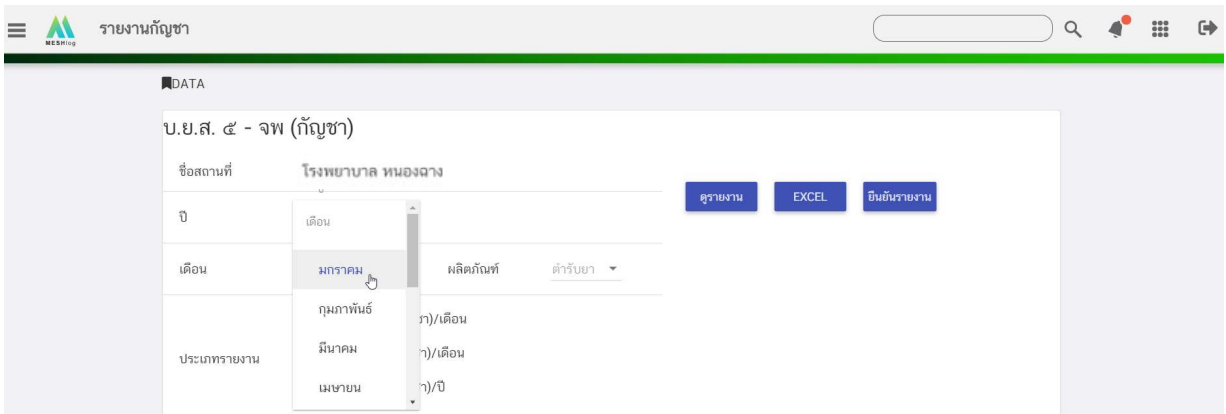 MESHlog
รายงานกัญชา
DATA
บ.ย.ส. ๕ - จพ (กัญชา)
ชื่อสถานที่ โรงพยาบาล หนองฉาง
ดูรายงาน EXCEL ยืนยันรายงาน
ปี
เดือน
เดือน มกราคม ผลิตภัณฑ์ ตำรับยา
กุมภาพันธ์
า)/เดือน
มีนาคม
า)/เดือน
ประเภทรายงาน
เมษายน
า)/ปี